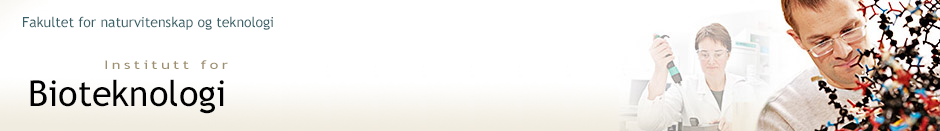 Fakultet for naturvitenskap og teknologi
Institutt for
Bioteknologi